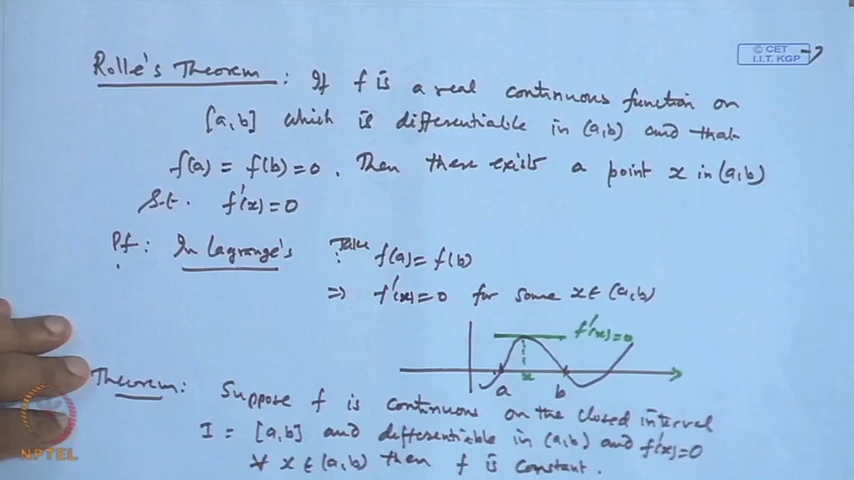 © CET
I.I.T. KGP
Rolle's Theorem : If f is a real continuous function on
[a,b] which is differentiable in (a,b) and that
f(a) = f(b) = 0. Then there exists a point x in (a,b)
s.t. f'(x) = 0
Pf : In Lagrange's Take f(a) = f(b)
⇒ f'(x) = 0 for some x ∈ (a,b)
f'(x) = 0
x
a b
Theorem : Suppose f is continuous on the closed interval
I = [a,b] and differentiable in (a,b) and f'(x) = 0
∀ x ∈ (a,b) then f is constant.
NPTEL